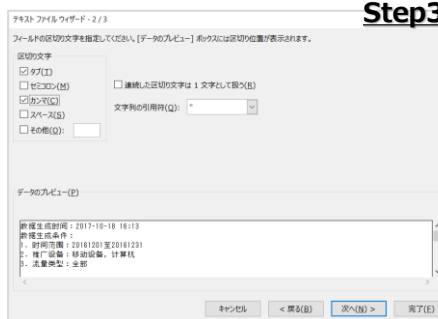 Step3
テキスト ファイル ウィザード - 2 / 3
フィールドの区切り文字を指定してください。[データのプレビュー] ボックスには区切り位置が表示されます。
区切り文字
タブ(T)
セミコロン(M)
カンマ(C)
スペース(S)
その他(O):
連続した区切り文字は 1 文字として扱う(R)
文字列の引用符(Q): "
データのプレビュー(P)
数据生成时间：2017-10-18 16:13
数据生成条件：
1. 时间范围：20161201至20161231
2. 推广设备：移动设备, 计算机
3. 流量类型：全部
キャンセル < 戻る(B) 次へ(N) > 完了(F)